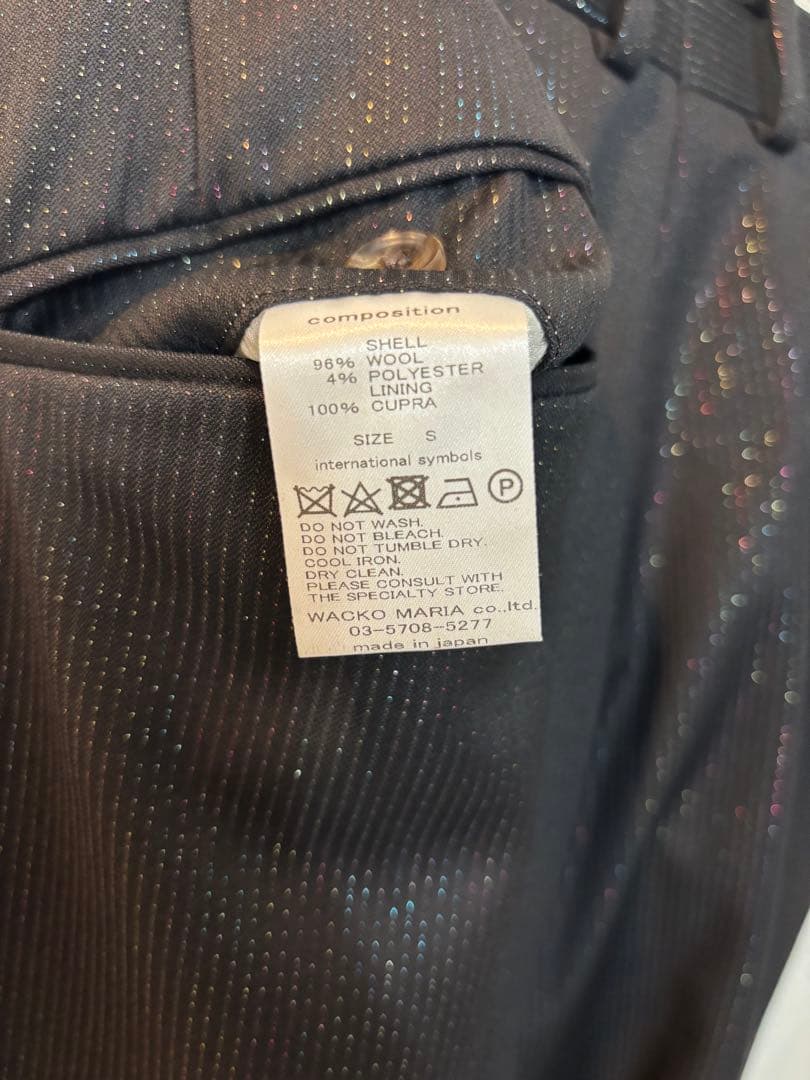 composition
SHELL
96% WOOL
4% POLYESTER
LINING
100% CUPRA
SIZE S
international symbols
P
DO NOT WASH.
DO NOT BLEACH.
DO NOT TUMBLE DRY.
COOL IRON.
DRY CLEAN.
PLEASE CONSULT WITH
THE SPECIALTY STORE.
WACKO MARIA co.,ltd.
03-5708-5277
made in japan